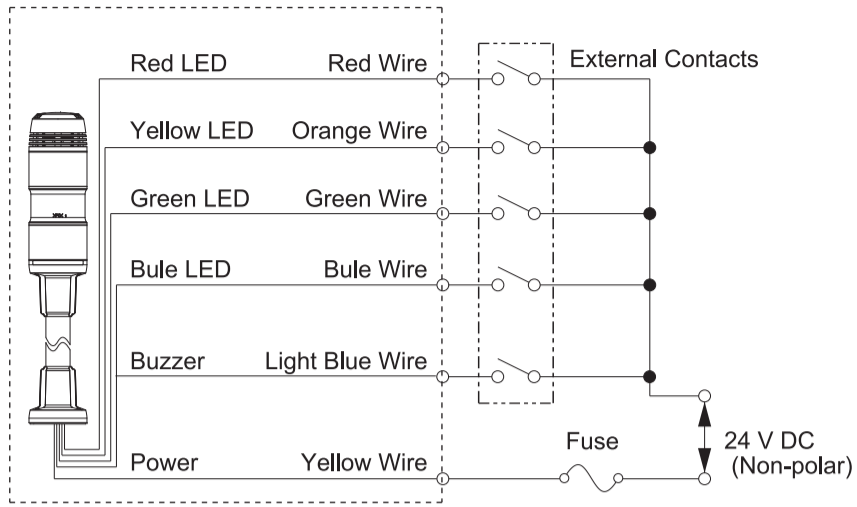 Red LED Red Wire External Contacts
Yellow LED Orange Wire
Green LED Green Wire
Bule LED Bule Wire
Buzzer Light Blue Wire
Power Yellow Wire Fuse 24 V DC
(Non-polar)